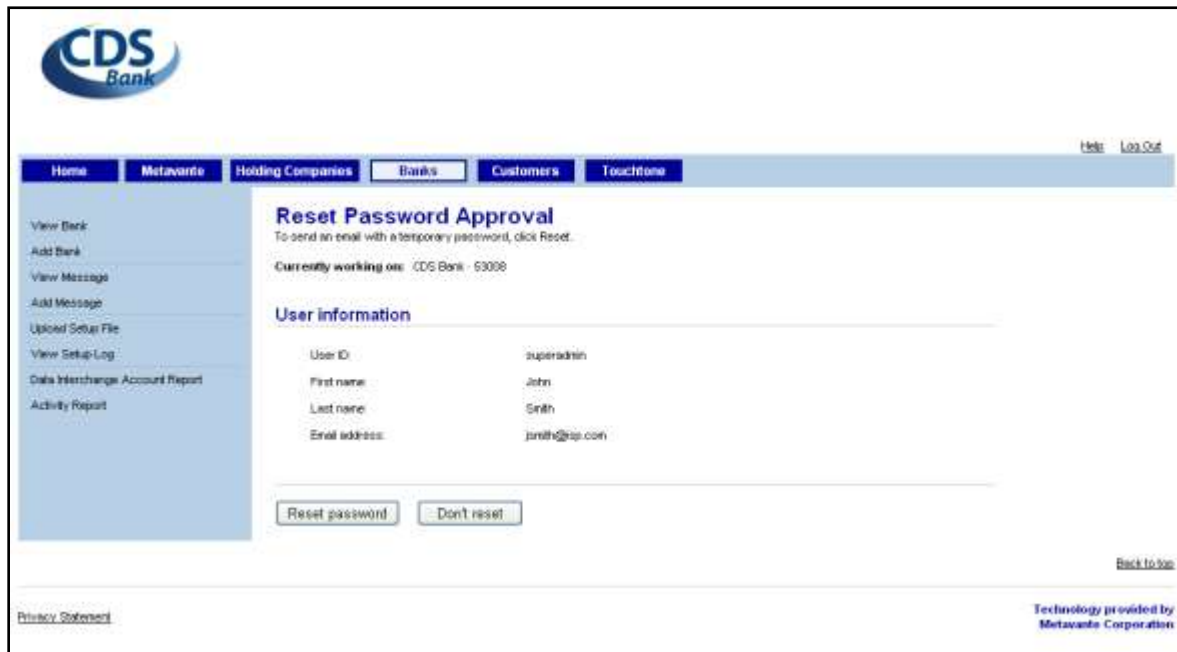 CDS
Bank
Help Log Out
Home Metavante Holding Companies Banks Customers Touchtone
View Bank
Add Bank
View Message
Add Message
Upload Setup File
View Setup Log
Data Interchange Account Report
Activity Report
Reset Password Approval
To send an email with a temporary password, click Reset.
Currently working on: CDS Bank - 53008
User information
User ID: superadmin
First name: John
Last name: Smith
Email address: jsmith@isp.com
Reset password Don't reset
Back to top
Privacy Statement
Technology provided by
Metavante Corporation